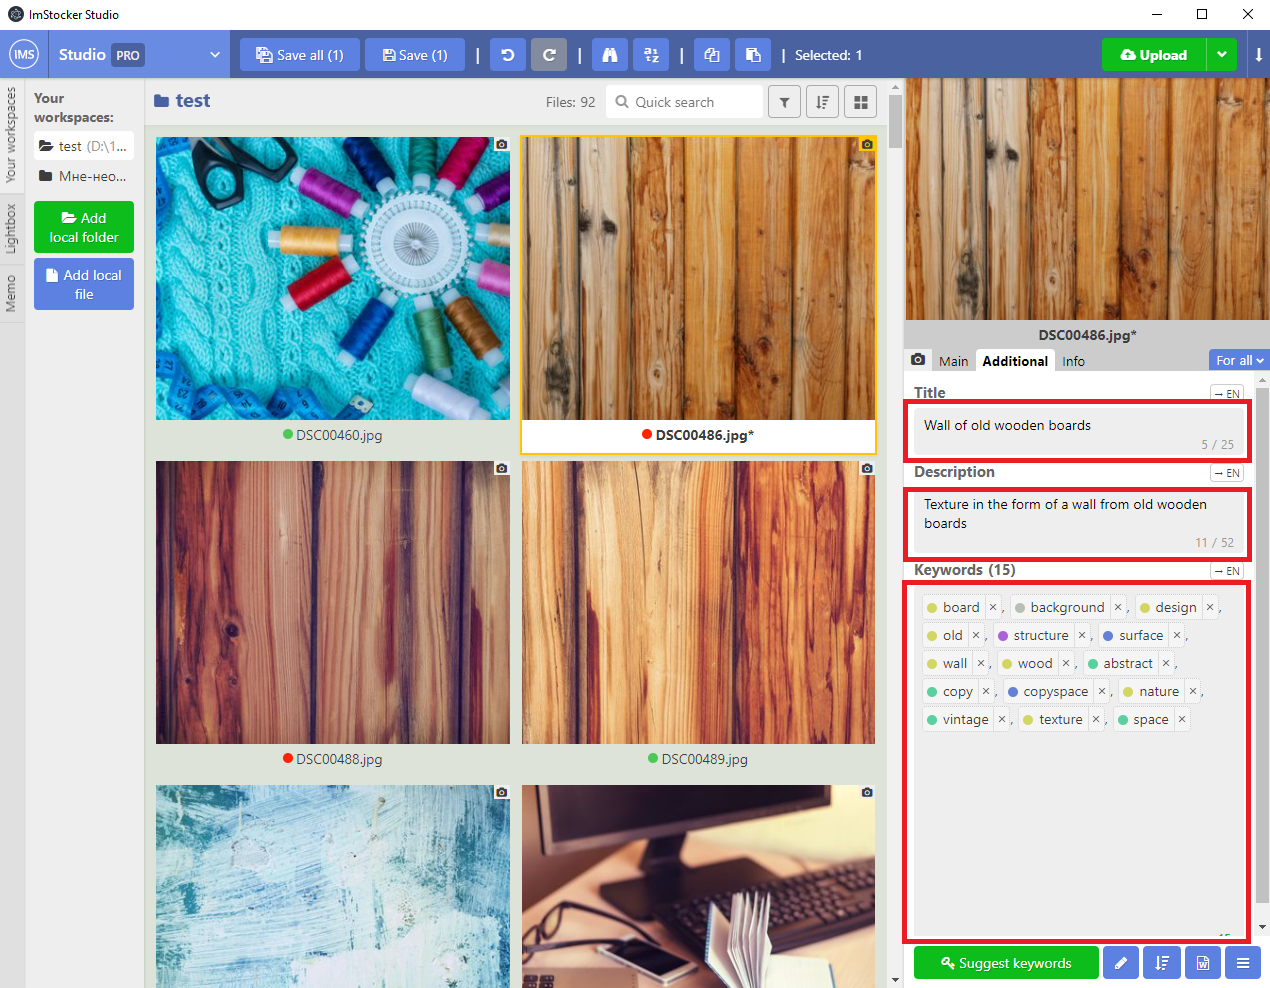 ImStocker Studio
IMS Studio PRO Save all (1) Save (1) Selected: 1 Upload
Your workspaces
Lightbox
Memo
Your
workspaces:
test (D:\1...
Мне-нео...
Add
local folder
Add local
file
test Files: 92 Quick search
DSC00460.jpg
DSC00486.jpg*
DSC00488.jpg
DSC00489.jpg
DSC00486.jpg*
Main Additional Info For all
Title → EN
Wall of old wooden boards
5 / 25
Description → EN
Texture in the form of a wall from old wooden
boards
11 / 52
Keywords (15) → EN
board ×, background ×, design ×,
old ×, structure ×, surface ×,
wall ×, wood ×, abstract ×,
copy ×, copyspace ×, nature ×,
vintage ×, texture ×, space ×
Suggest keywords